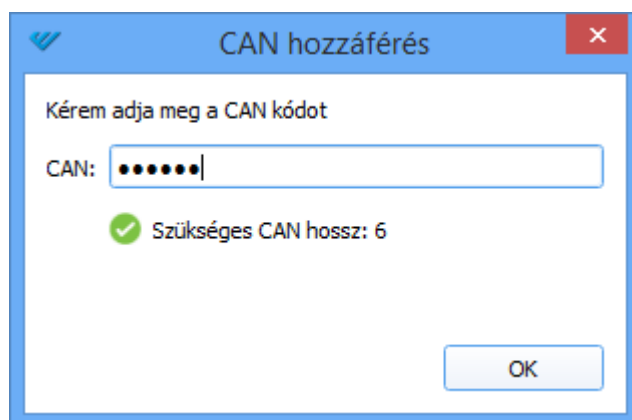 CAN hozzáférés
Kérem adja meg a CAN kódot
CAN: ●●●●●●
Szükséges CAN hossz: 6
OK